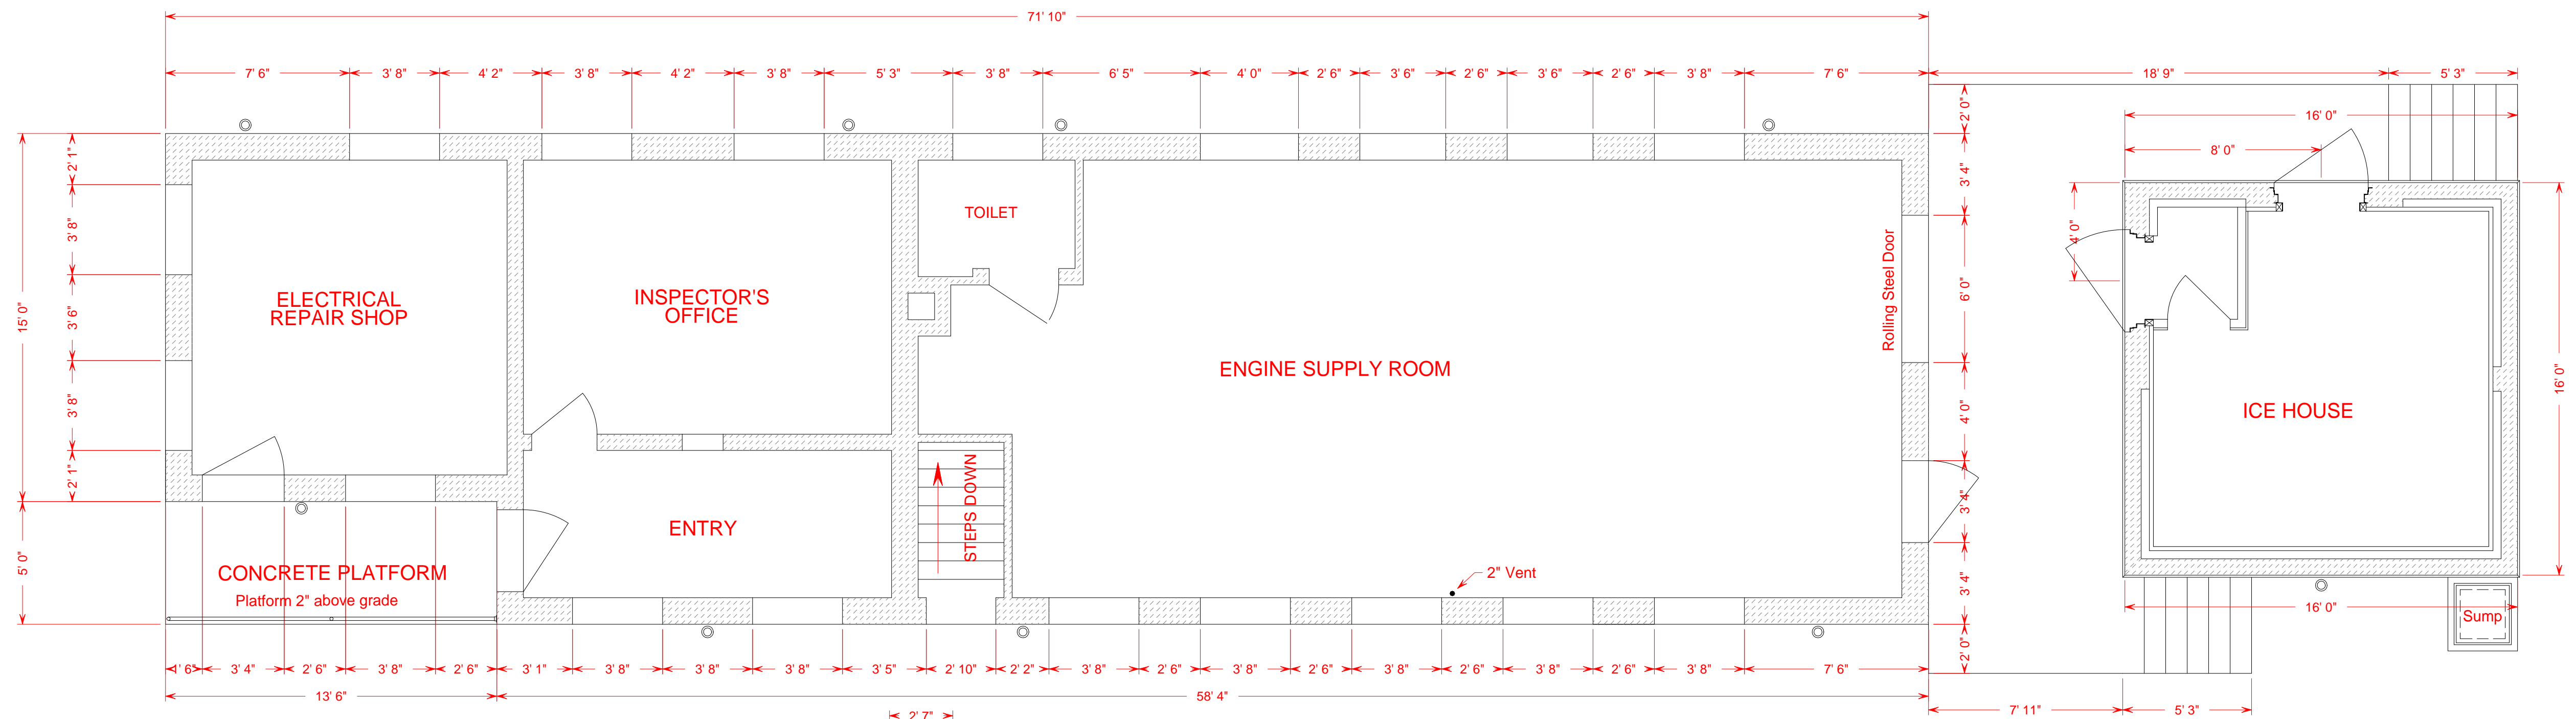 71' 10"
7' 6" 3' 8" 4' 2" 3' 8" 4' 2" 3' 8" 5' 3" 3' 8" 6' 5" 4' 0" 2' 6" 3' 6" 2' 6" 3' 6" 2' 6" 3' 8" 7' 6" 18' 9" 5' 3"
2' 0"
16' 0"
8' 0"
15' 0"
5' 0"
2' 1"
3' 8"
3' 6"
3' 8"
2' 1"
ELECTRICAL
REPAIR SHOP
INSPECTOR'S
OFFICE
TOILET
ENGINE SUPPLY ROOM
Rolling Steel Door
3' 4"
6' 0"
4' 0"
3' 4"
3' 4"
2' 0"
4' 0"
ICE HOUSE
16' 0"
STEPS DOWN
ENTRY
CONCRETE PLATFORM
Platform 2" above grade
2" Vent
16' 0"
Sump
1' 6" 3' 4" 2' 6" 3' 8" 2' 6" 3' 1" 3' 8" 3' 8" 3' 8" 3' 5" 2' 10" 2' 2" 3' 8" 2' 6" 3' 8" 2' 6" 3' 8" 2' 6" 3' 8" 2' 6" 3' 8" 7' 6"
13' 6" 58' 4"
7' 11" 5' 3"
2' 7"